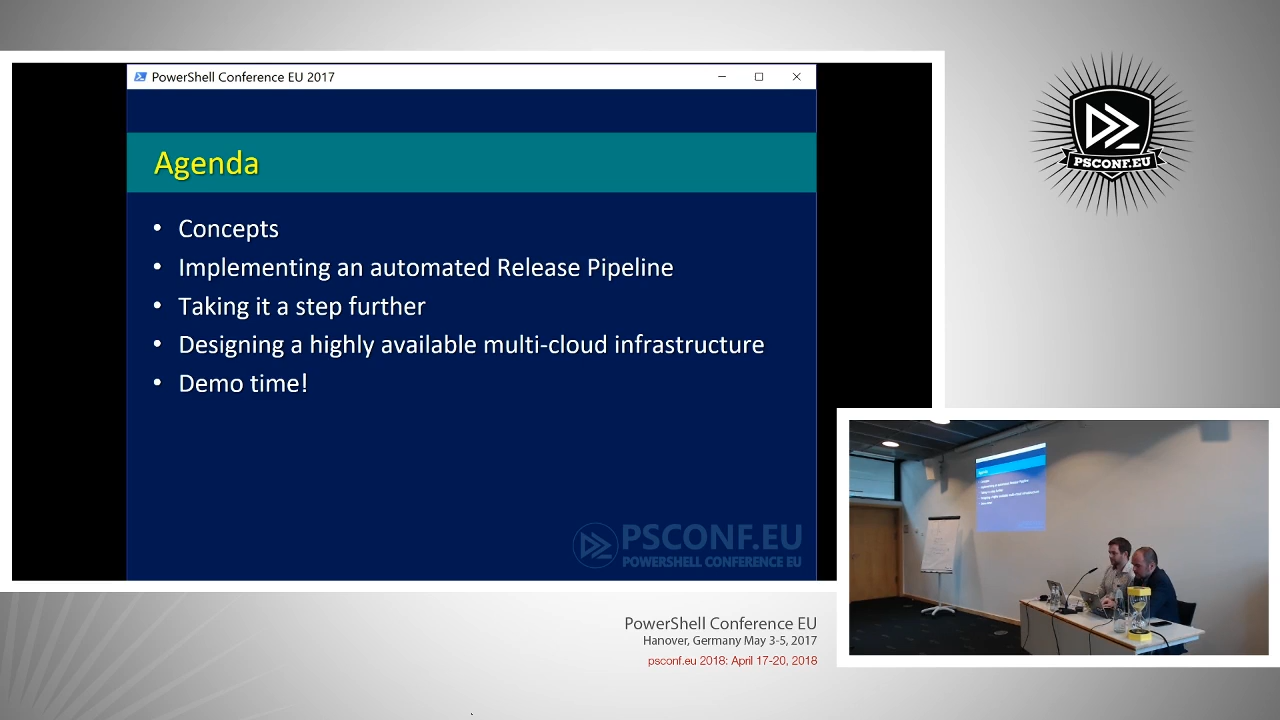 PowerShell Conference EU 2017
Agenda
• Concepts
• Implementing an automated Release Pipeline
• Taking it a step further
• Designing a highly available multi-cloud infrastructure
• Demo time!
PSCONF.EU
POWERSHELL CONFERENCE EU
PSCONF.EU
PowerShell Conference EU
Hanover, Germany May 3-5, 2017
psconf.eu 2018: April 17-20, 2018